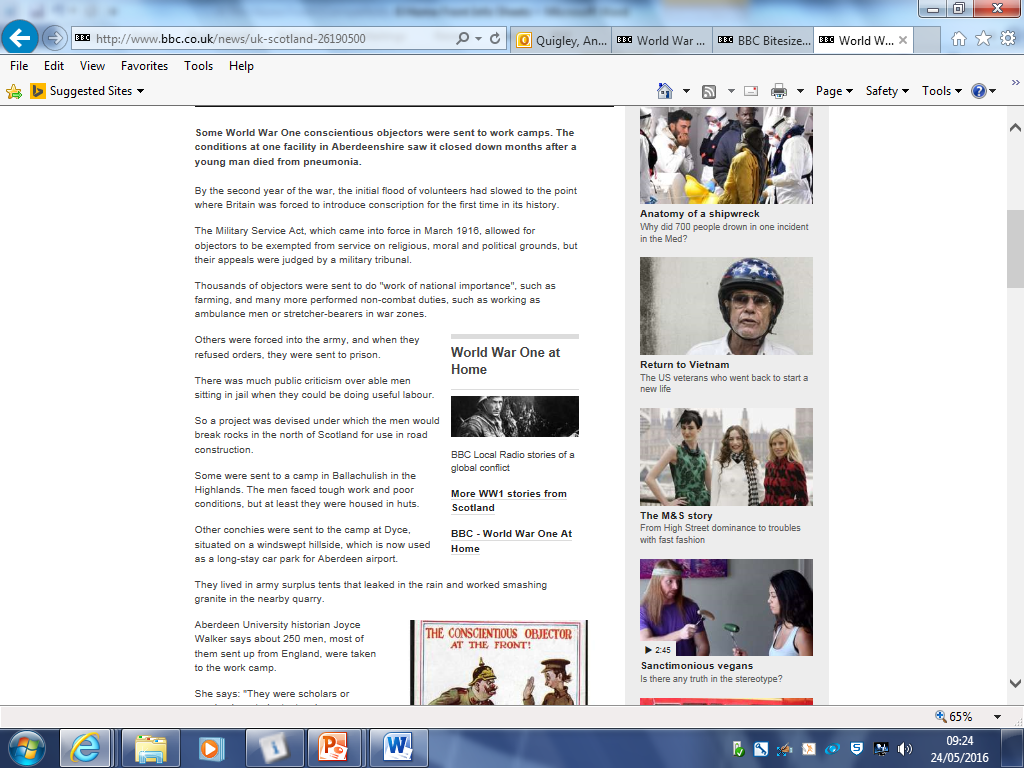 http://www.bbc.co.uk/news/uk-scotland-26190500
Quigley, An...
BBC World War ...
BBC BBC Bitesize...
BBC World W...
File Edit View Favorites Tools Help
Suggested Sites
Page Safety Tools
Some World War One conscientious objectors were sent to work camps. The
conditions at one facility in Aberdeenshire saw it closed down months after a
young man died from pneumonia.
By the second year of the war, the initial flood of volunteers had slowed to the point
where Britain was forced to introduce conscription for the first time in its history.
The Military Service Act, which came into force in March 1916, allowed for
objectors to be exempted from service on religious, moral and political grounds, but
their appeals were judged by a military tribunal.
Thousands of objectors were sent to do "work of national importance", such as
farming, and many more performed non-combat duties, such as working as
ambulance men or stretcher-bearers in war zones.
Others were forced into the army, and when they
refused orders, they were sent to prison.
There was much public criticism over able men
sitting in jail when they could be doing useful labour.
So a project was devised under which the men would
break rocks in the north of Scotland for use in road
construction.
Some were sent to a camp in Ballachulish in the
Highlands. The men faced tough work and poor
conditions, but at least they were housed in huts.
Other conchies were sent to the camp at Dyce,
situated on a windswept hillside, which is now used
as a long-stay car park for Aberdeen airport.
They lived in army surplus tents that leaked in the rain and worked smashing
granite in the nearby quarry.
Aberdeen University historian Joyce
Walker says about 250 men, most of
them sent up from England, were taken
to the work camp.
She says: "They were scholars or
World War One at
Home
BBC Local Radio stories of a
global conflict
More WW1 stories from
Scotland
BBC - World War One At
Home
THE CONSCIENTIOUS OBJECTOR
AT THE FRONT!
Anatomy of a shipwreck
Why did 700 people drown in one incident
in the Med?
Return to Vietnam
The US veterans who went back to start a
new life
The M&S story
From High Street dominance to troubles
with fast fashion
2:45
Sanctimonious vegans
Is there any truth in the stereotype?
65%
09:24
24/05/2016